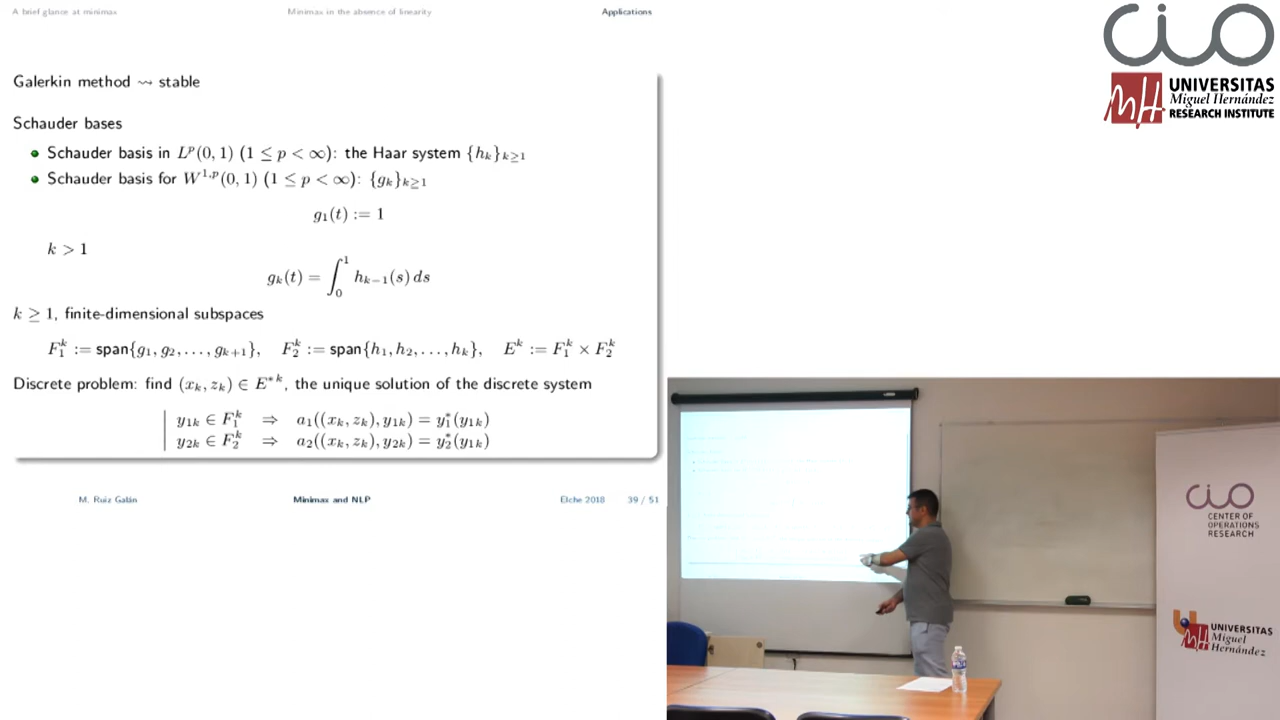 A brief glance at minimax Minimax in the absence of linearity Applications
Galerkin method ⇝ stable
Schauder bases
Schauder basis in L^p(0, 1) (1 ≤ p < ∞): the Haar system {h_k}_{k≥1}
Schauder basis for W^{1,p}(0, 1) (1 ≤ p < ∞): {g_k}_{k≥1}
g_1(t) := 1
k > 1
g_k(t) = ∫_0^1 h_{k−1}(s) ds
k ≥ 1, finite-dimensional subspaces
F_1^k := span{g_1, g_2, . . . , g_{k+1}}, F_2^k := span{h_1, h_2, . . . , h_k}, E^k := F_1^k × F_2^k
Discrete problem: find (x_k, z_k) ∈ E^{*k}, the unique solution of the discrete system
y_{1k} ∈ F_1^k ⇒ a_1((x_k, z_k), y_{1k}) = y_1^*(y_{1k})
y_{2k} ∈ F_2^k ⇒ a_2((x_k, z_k), y_{2k}) = y_2^*(y_{1k})
M. Ruiz Galán Minimax and NLP Elche 2018 39 / 51
CIO
UNIVERSITAS
Miguel Hernández
RESEARCH INSTITUTE
CIO
CENTER OF
OPERATIONS
RESEARCH
UNIVERSITAS
Miguel
Hernández